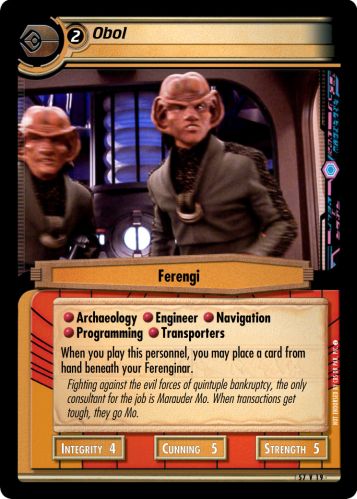 2 Obol
Ferengi
Archaeology Engineer Navigation
Programming Transporters
When you play this personnel, you may place a card from
hand beneath your Ferenginar.
Fighting against the evil forces of quintuple bankruptcy, the only
consultant for the job is Marauder Mo. When transactions get
tough, they go Mo.
INTEGRITY 4 CUNNING 5 STRENGTH 5
57 V 19